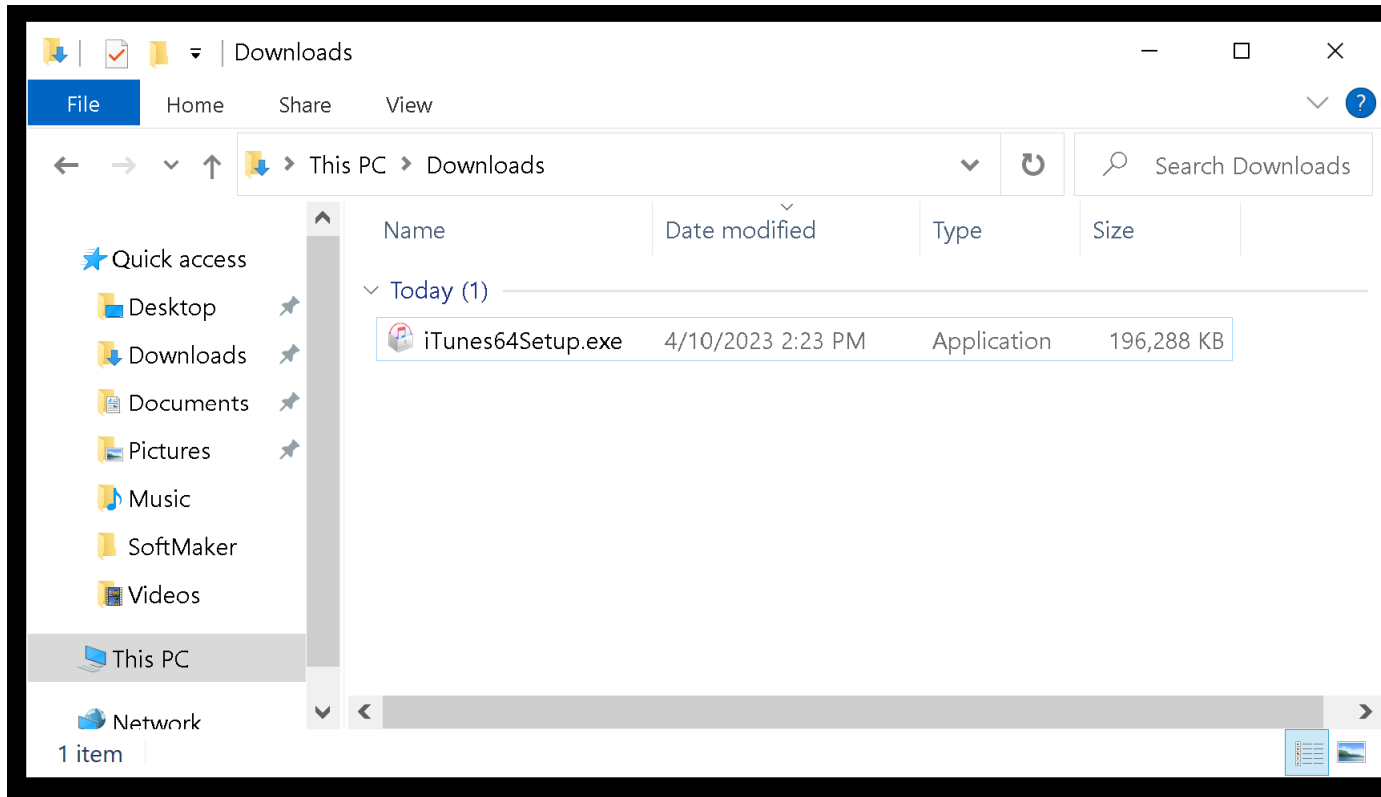 Downloads
File Home Share View ?
This PC Downloads Search Downloads
Name Date modified Type Size
Quick access
Today (1)
Desktop
iTunes64Setup.exe 4/10/2023 2:23 PM Application 196,288 KB
Downloads
Documents
Pictures
Music
SoftMaker
Videos
This PC
Network
1 item